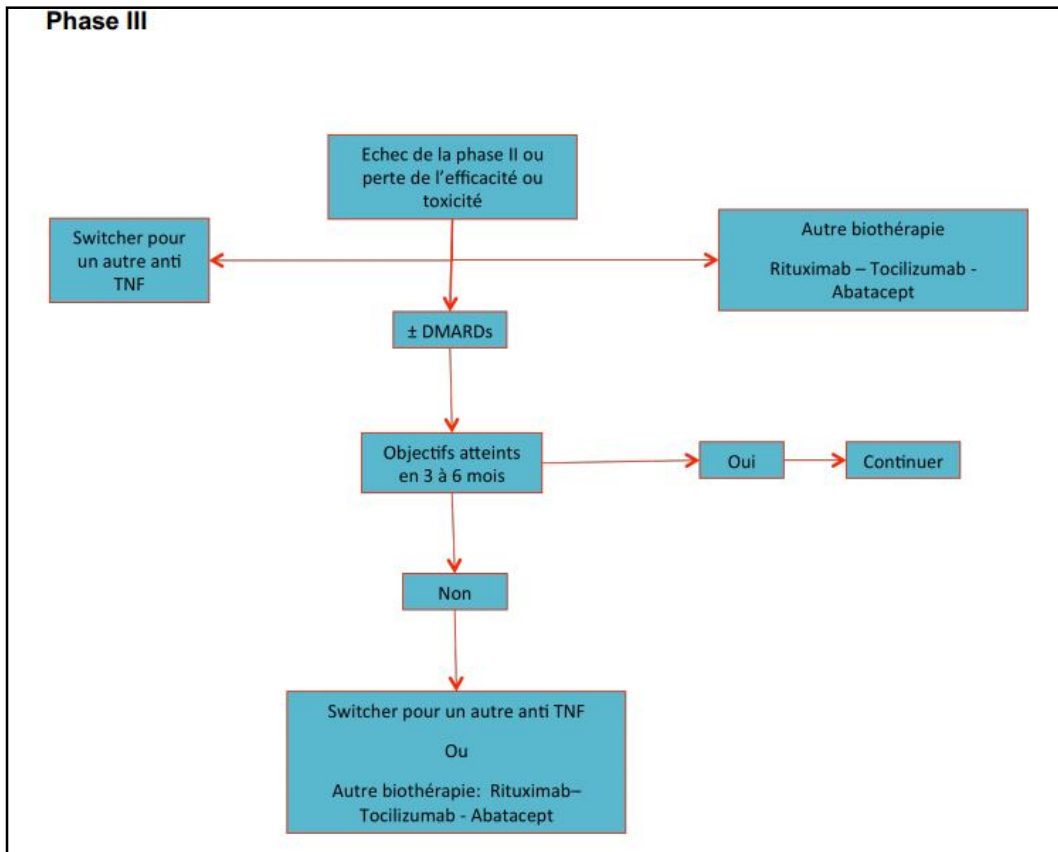 Phase III
Echec de la phase II ou
perte de l'efficacité ou
toxicité
Switcher pour
un autre anti
TNF
Autre biothérapie
Rituximab – Tocilizumab -
Abatacept
± DMARDs
Objectifs atteints
en 3 à 6 mois
Oui
Continuer
Non
Switcher pour un autre anti TNF
Ou
Autre biothérapie:  Rituximab–
Tocilizumab - Abatacept